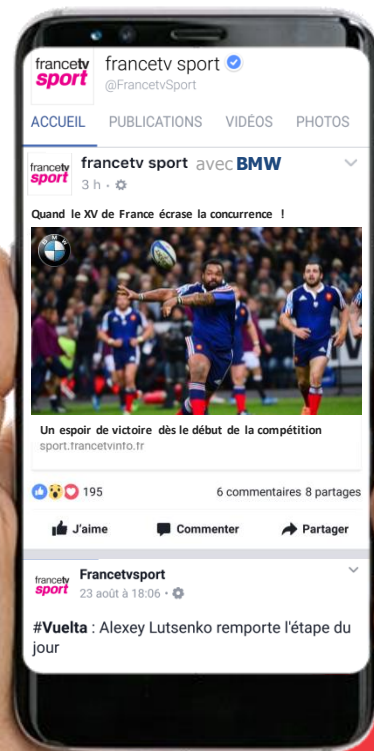 francetv sport
francetv sport
@FrancetvSport
ACCUEIL PUBLICATIONS VIDÉOS PHOTOS
francetv sport
francetv sport avec BMW
3 h ·
Quand le XV de France écrase la concurrence !
BMW
Un espoir de victoire dès le début de la compétition
sport.francetvinfo.fr
195 6 commentaires 8 partages
J'aime Commenter Partager
francetv sport
Francetvsport
23 août à 18:06 ·
#Vuelta : Alexey Lutsenko remporte l'étape du
jour